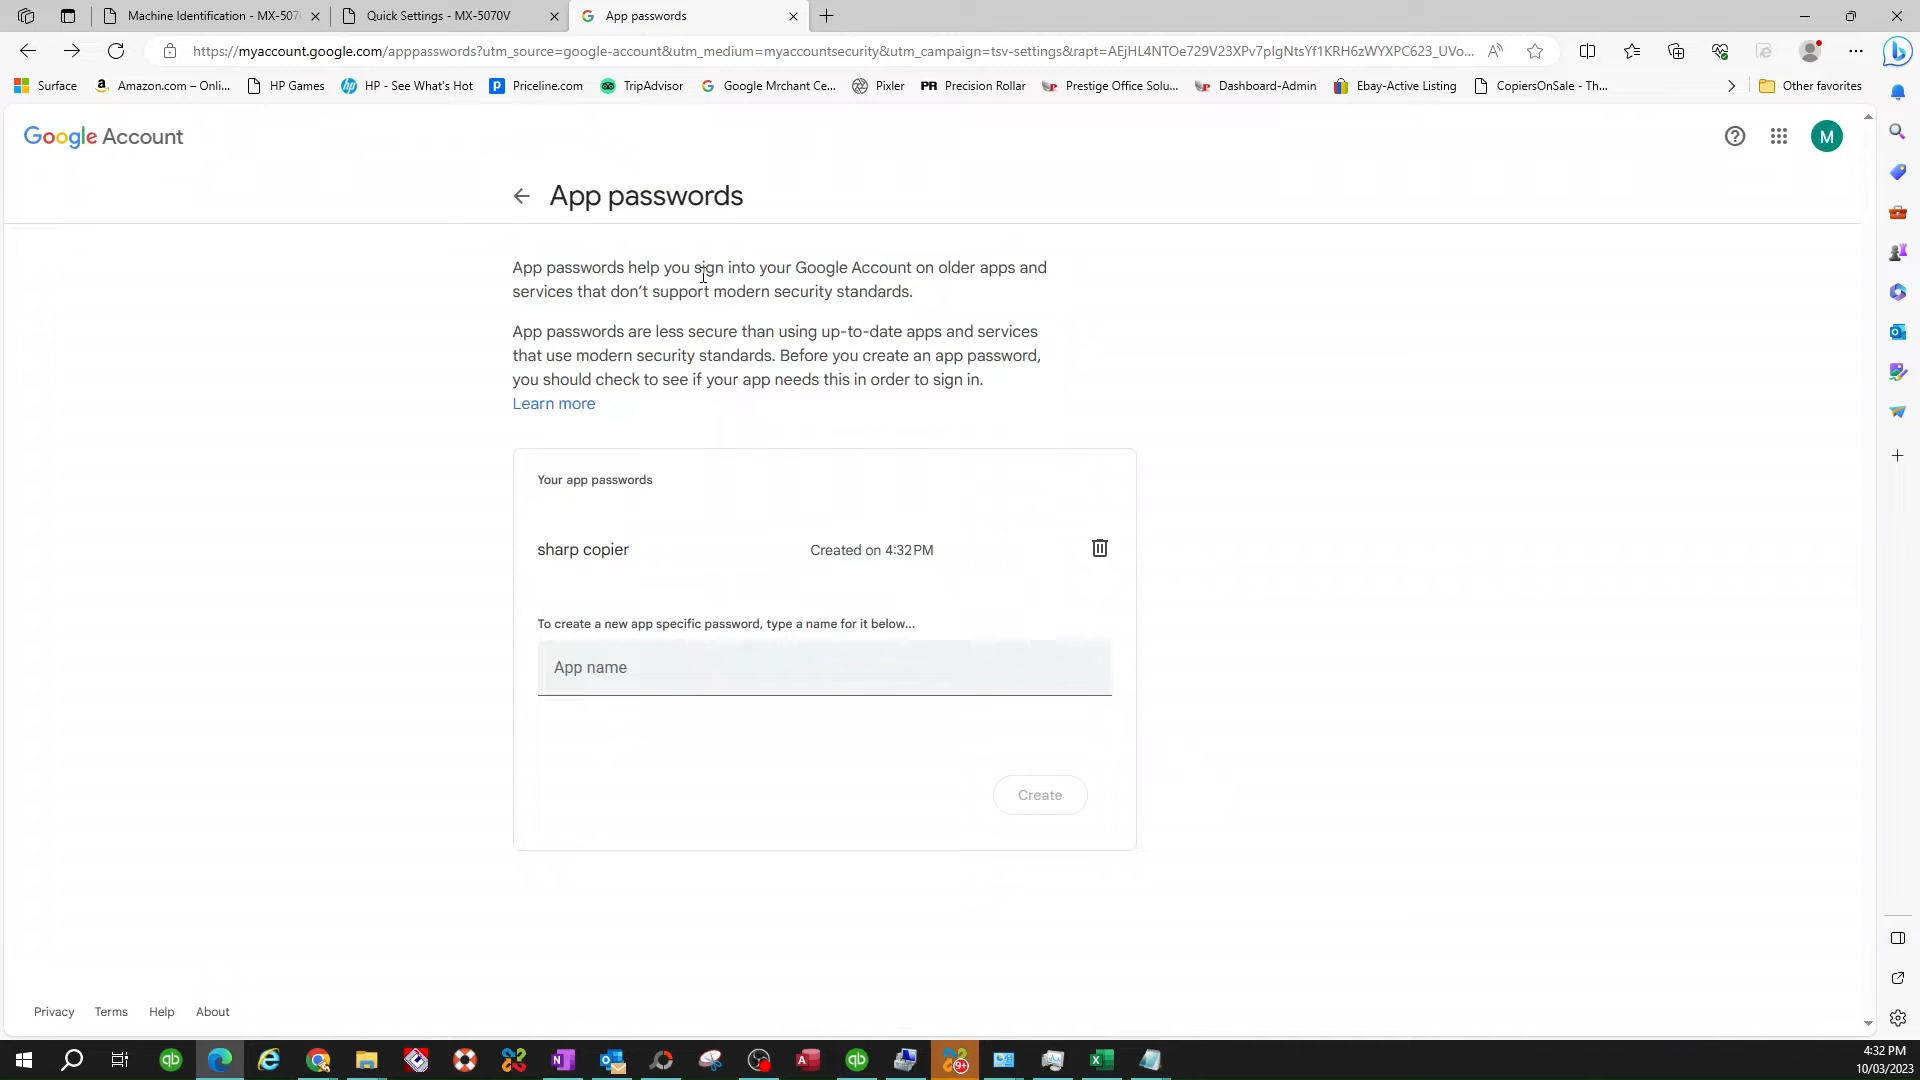 Machine Identification - MX-507
Quick Settings - MX-5070V
App passwords
https://myaccount.google.com/apppasswords?utm_source=google-account&utm_medium=myaccountsecurity&utm_campaign=tsv-settings&rapt=AEjHL4NTOe729V23XPv7pIgNtsYf1KRH6zWYXPC623_UVo...
Surface
Amazon.com – Onli...
HP Games
HP - See What's Hot
Priceline.com
TripAdvisor
Google Mrchant Ce...
Pixler
PR Precision Rollar
Prestige Office Solu...
Dashboard-Admin
Ebay-Active Listing
CopiersOnSale - Th...
Other favorites
Google Account
M
App passwords
App passwords help you sign into your Google Account on older apps and
services that don’t support modern security standards.
App passwords are less secure than using up-to-date apps and services
that use modern security standards. Before you create an app password,
you should check to see if your app needs this in order to sign in.
Learn more
Your app passwords
sharp copier
Created on 4:32 PM
To create a new app specific password, type a name for it below...
App name
Create
Privacy
Terms
Help
About
4:32 PM
10/03/2023